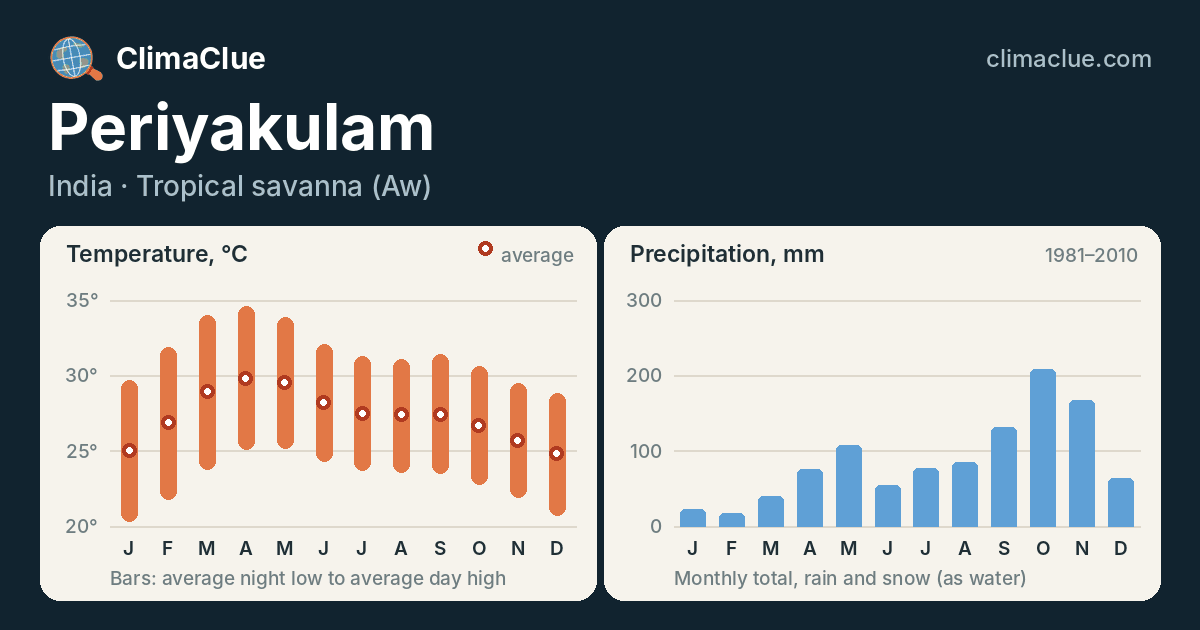 ClimaClue
climaclue.com
Periyakulam
India · Tropical savanna (Aw)
Temperature, °C
average
35°
30°
25°
20°
J F M A M J J A S O N D
Bars: average night low to average day high
Precipitation, mm
1981–2010
300
200
100
0
J F M A M J J A S O N D
Monthly total, rain and snow (as water)